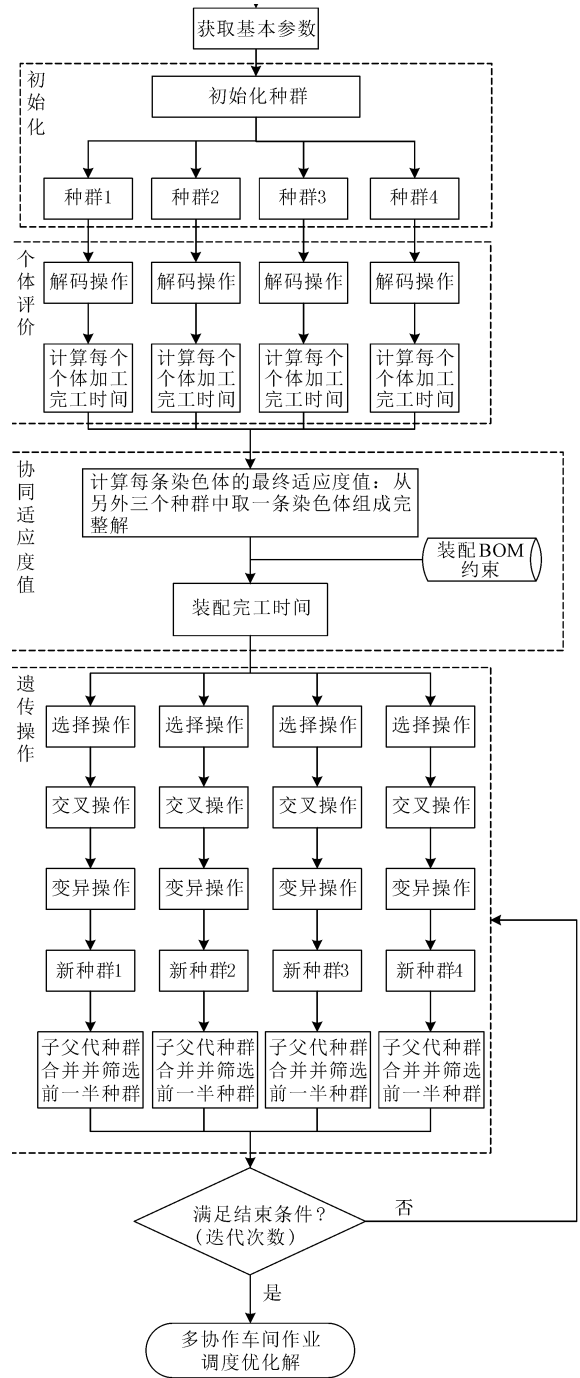 获取基本参数
初始化
初始化种群
种群1
种群2
种群3
种群4
个体评价
解码操作
解码操作
解码操作
解码操作
计算每个
个体加工
完工时间
计算每个
个体加工
完工时间
计算每个
个体加工
完工时间
计算每个
个体加工
完工时间
协同适应度值
计算每条染色体的最终适应度值：从
另外三个种群中取一条染色体组成完
整解
装配BOM
约束
装配完工时间
遗传操作
选择操作
选择操作
选择操作
选择操作
交叉操作
交叉操作
交叉操作
交叉操作
变异操作
变异操作
变异操作
变异操作
新种群1
新种群2
新种群3
新种群4
子父代种群
合并并筛选
前一半种群
子父代种群
合并并筛选
前一半种群
子父代种群
合并并筛选
前一半种群
子父代种群
合并并筛选
前一半种群
满足结束条件?
(迭代次数)
否
是
多协作车间作业
调度优化解